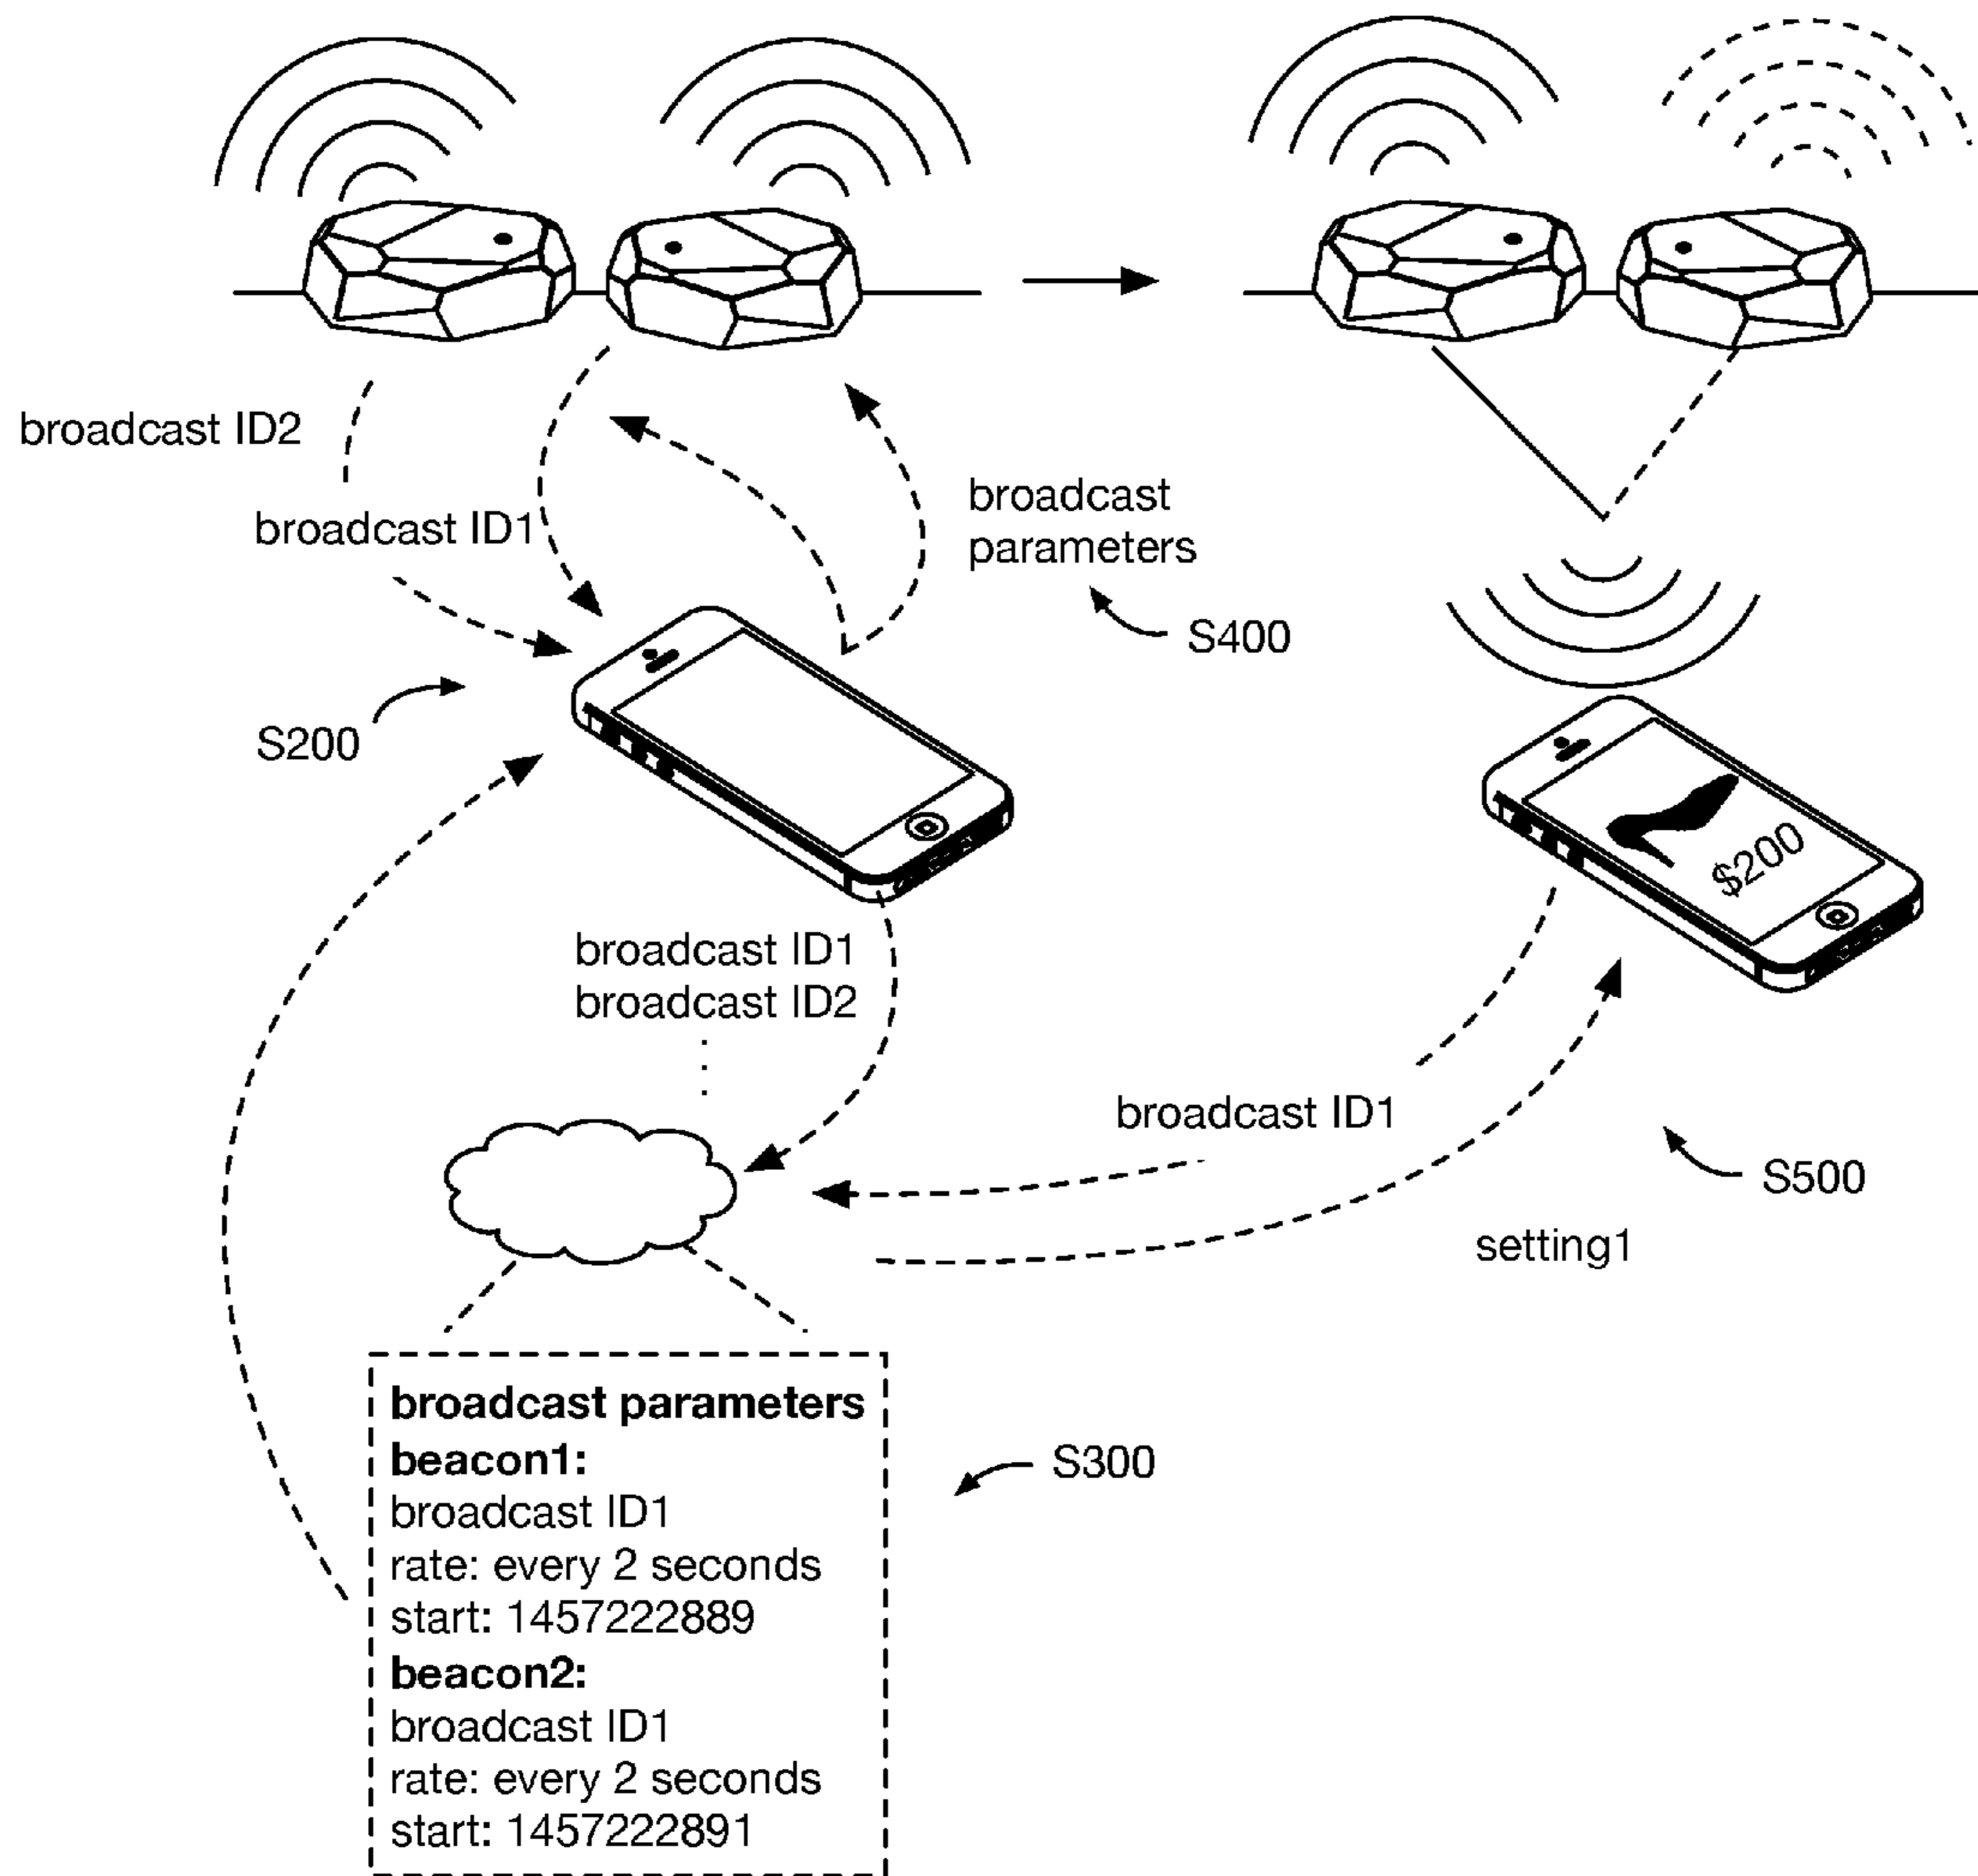 broadcast ID2
broadcast ID1
broadcast
parameters
S400
S200
$200
broadcast ID1
broadcast ID2
broadcast ID1
S500
setting1
broadcast parameters
beacon1:
broadcast ID1
rate: every 2 seconds
start: 1457222889
beacon2:
broadcast ID1
rate: every 2 seconds
start: 1457222891
S300